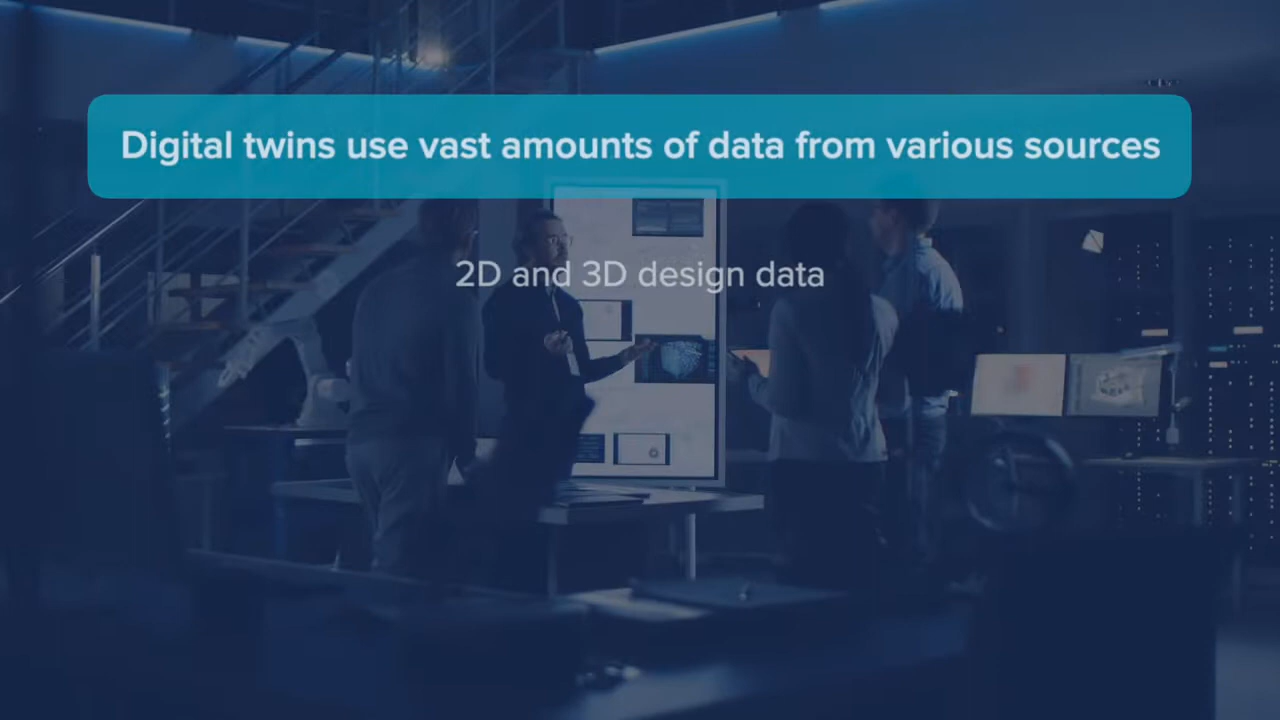 Digital twins use vast amounts of data from various sources
2D and 3D design data